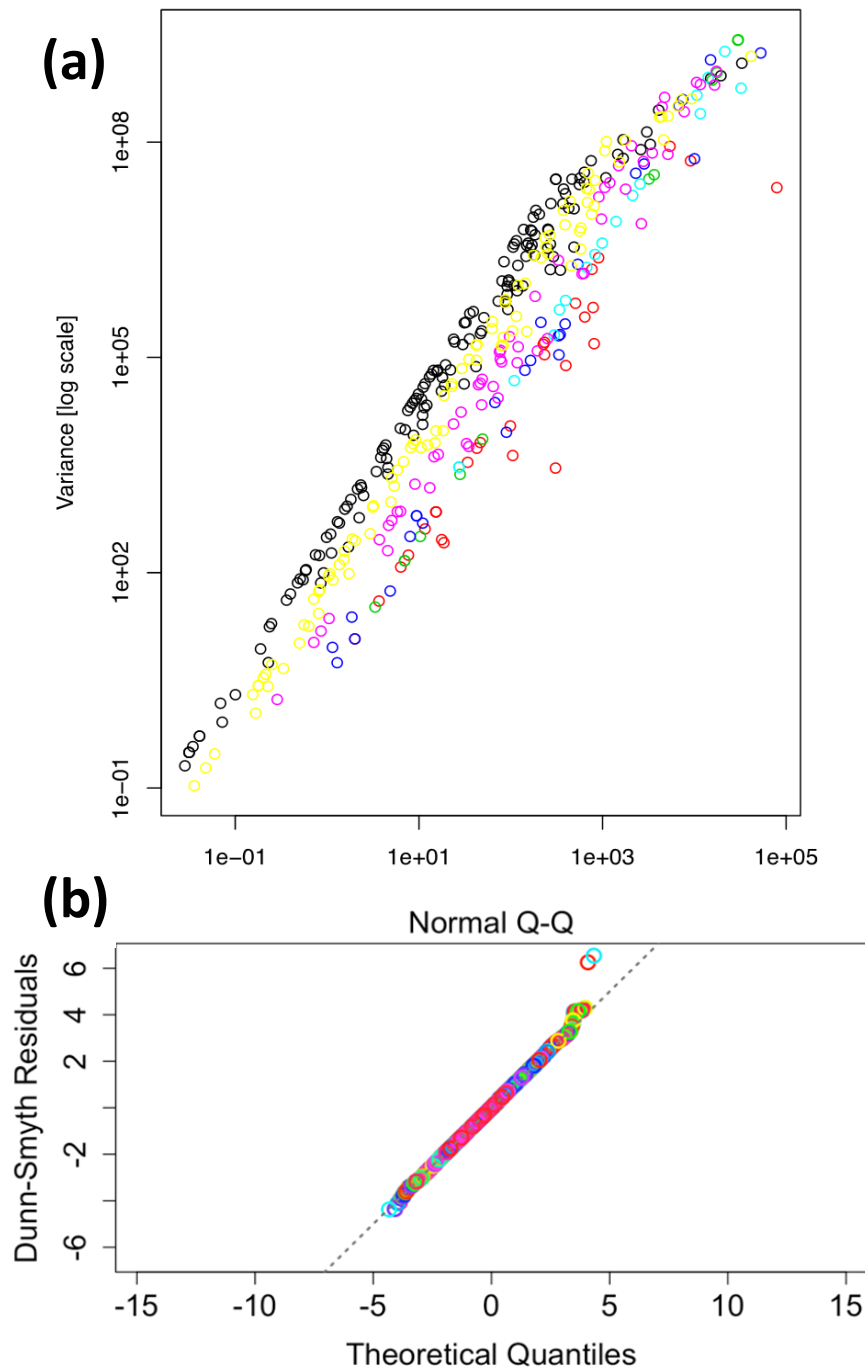 (a)
Variance [log scale]
1e+08
1e+05
1e+02
1e−01
1e−01 1e+01 1e+03 1e+05
(b)
Normal Q-Q
Dunn-Smyth Residuals
6
4
2
-2
-6
-15 -10 -5 0 5 10 15
Theoretical Quantiles